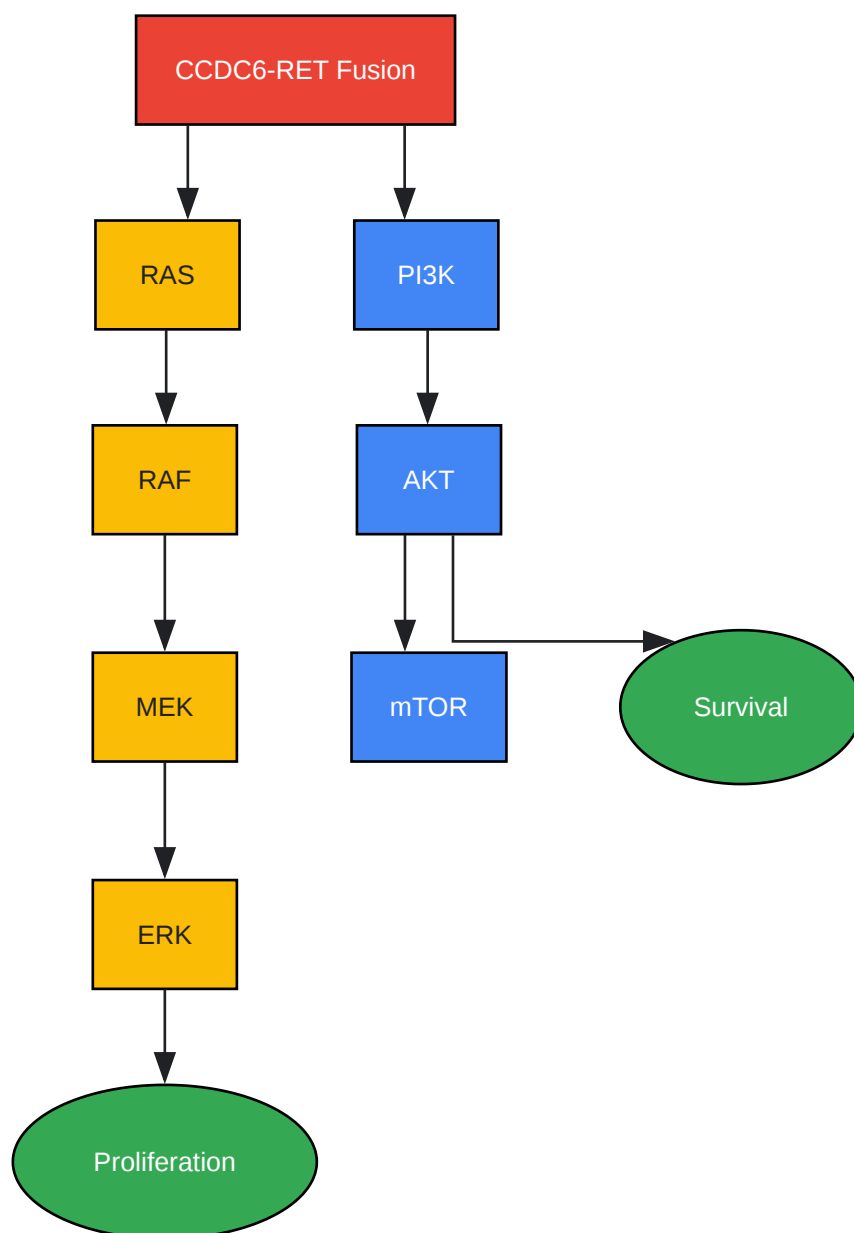 CCDC6-RET Fusion
RAS
PI3K
RAF
AKT
MEK
mTOR
Survival
ERK
Proliferation